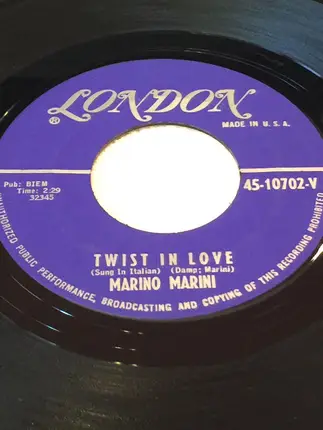 LONDON
®
MADE IN U.S.A.
Pub: BIEM
Time: 2:29
32345
45-10702-V
TWIST IN LOVE
(Sung In Italian) (Damp; Marini)
MARINO MARINI
UNAUTHORIZED PUBLIC PERFORMANCE, BROADCASTING AND COPYING OF THIS RECORDING PROHIBITED